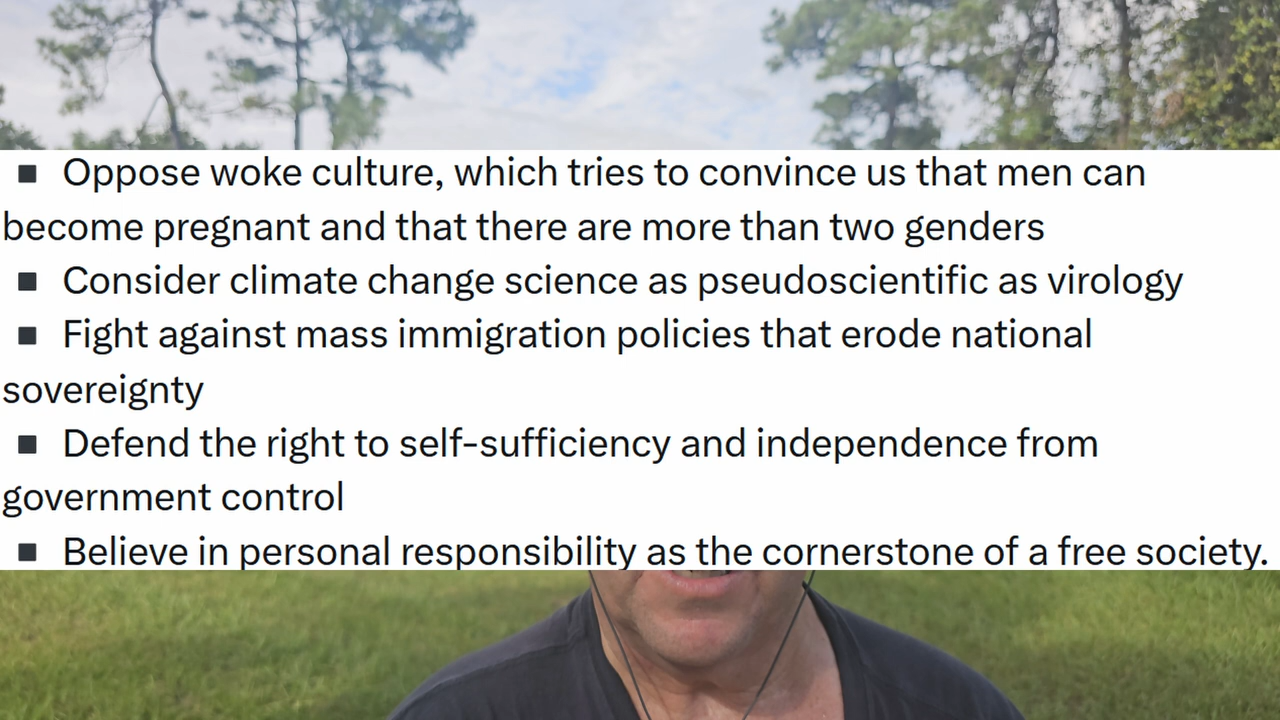 ▪ Oppose woke culture, which tries to convince us that men can
become pregnant and that there are more than two genders
▪ Consider climate change science as pseudoscientific as virology
▪ Fight against mass immigration policies that erode national
sovereignty
▪ Defend the right to self-sufficiency and independence from
government control
▪ Believe in personal responsibility as the cornerstone of a free society.